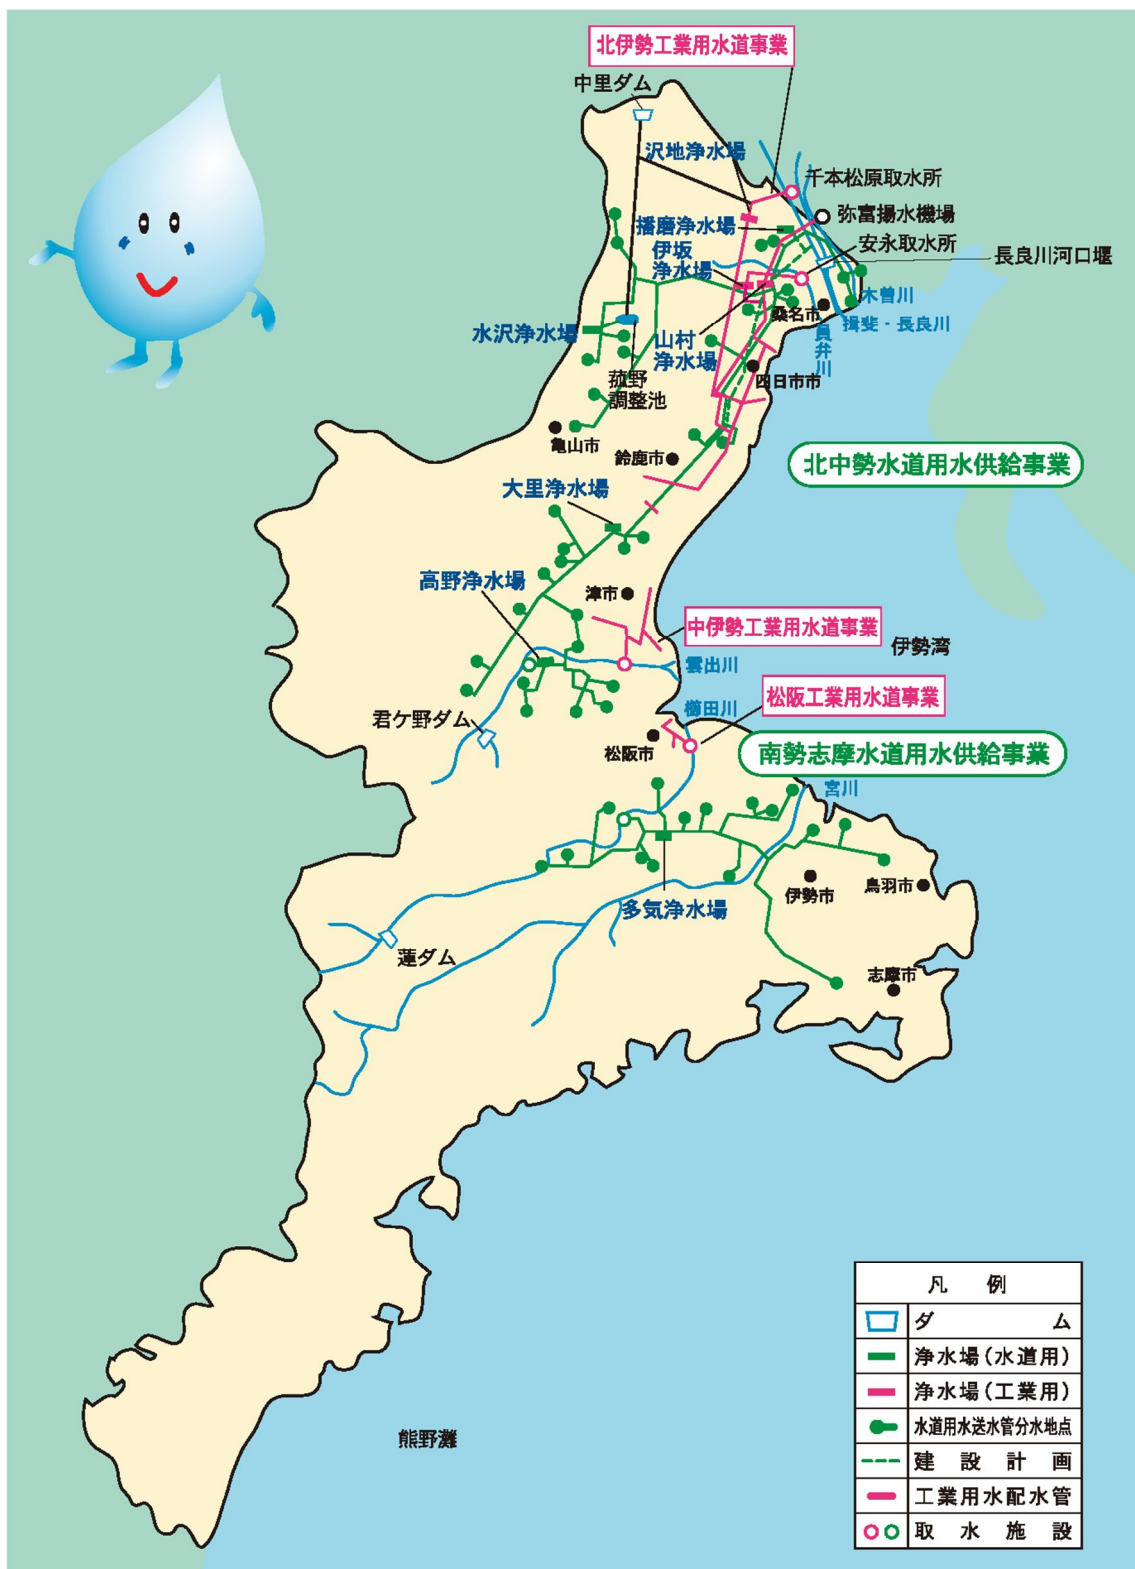 北伊勢工業用水道事業
中里ダム
沢地浄水場
千本松原取水所
弥富揚水機場
播磨浄水場
安永取水所
伊坂
浄水場
長良川河口堰
木曽川
桑名市
揖斐・長良川
員弁川
水沢浄水場
山村
浄水場
菰野
調整池
四日市市
亀山市
鈴鹿市
北中勢水道用水供給事業
大里浄水場
高野浄水場
津市
中伊勢工業用水道事業
伊勢湾
雲出川
松阪工業用水道事業
櫛田川
君ケ野ダム
松阪市
南勢志摩水道用水供給事業
宮川
伊勢市
鳥羽市
多気浄水場
蓮ダム
志摩市
熊野灘
凡 例
ダ ム
浄水場(水道用)
浄水場(工業用)
水道用水送水管分水地点
建 設 計 画
工業用水配水管
取 水 施 設